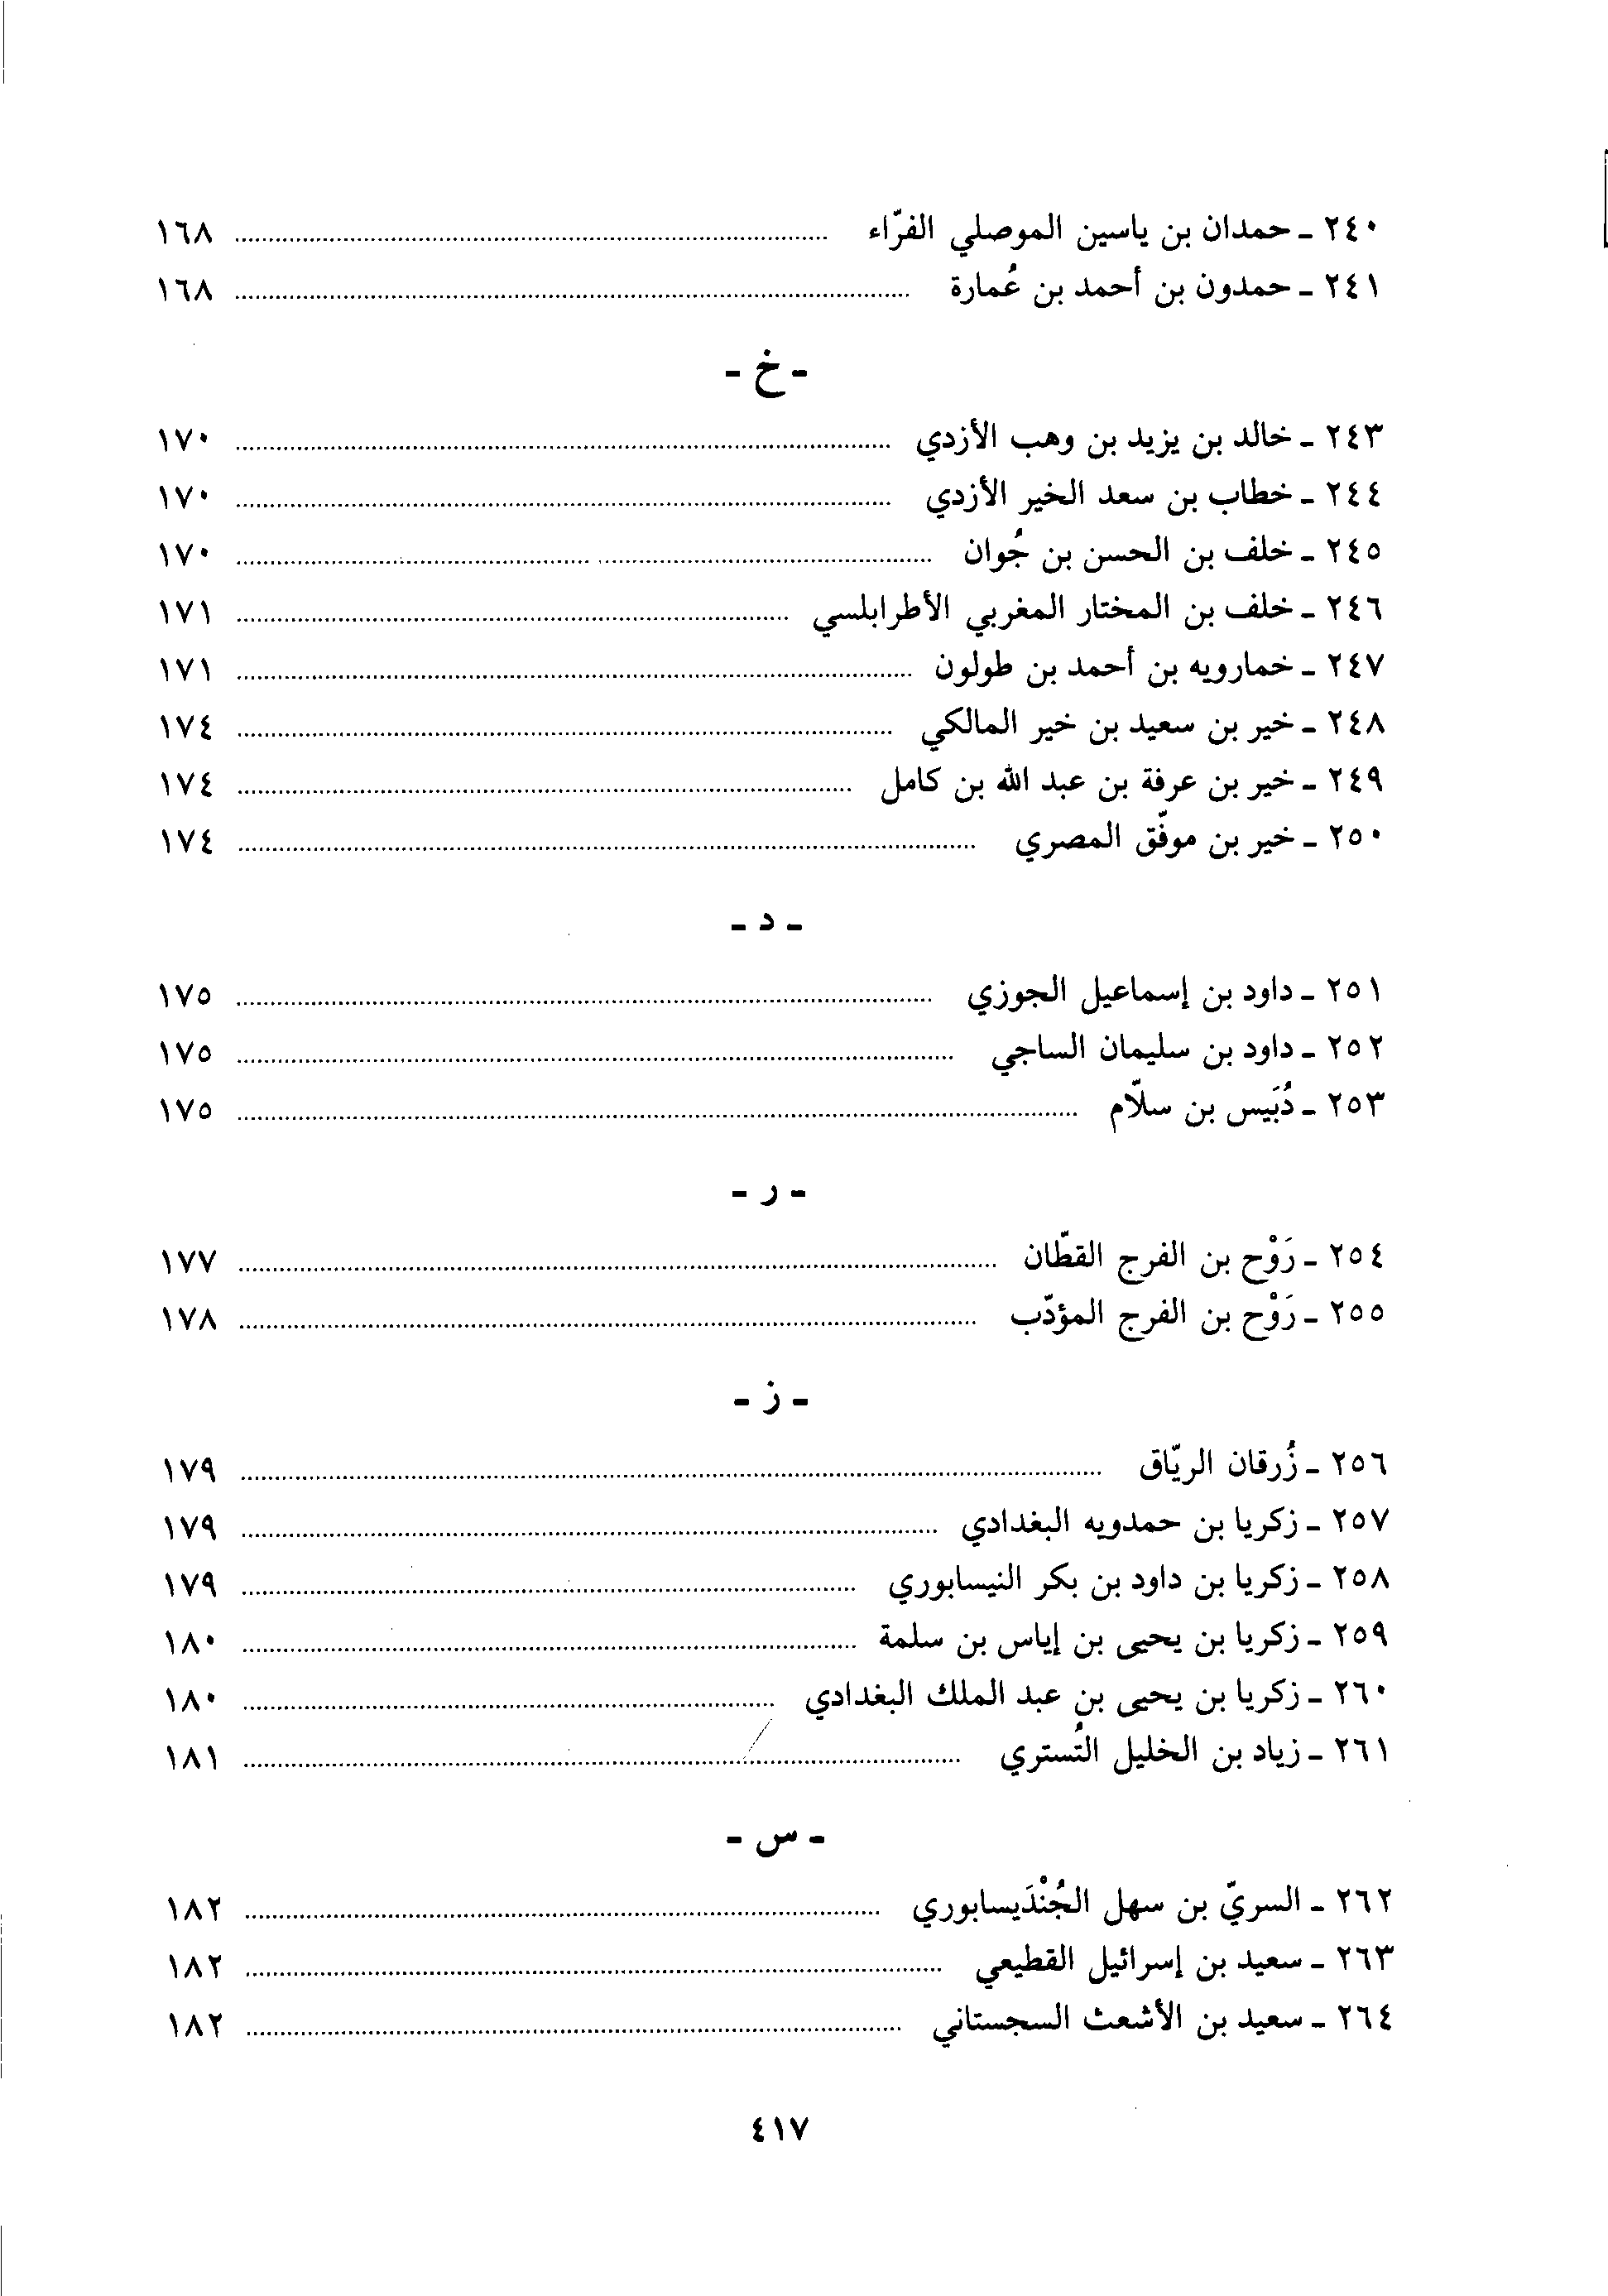 ٢٤٠ ـ حمدان بن ياسين الموصلي الفرّاء ........ ١٦٨
٢٤١ ـ حمدون بن أحمد بن عُمارة ........ ١٦٨
- خ -
٢٤٣ ـ خالد بن يزيد بن وهب الأزدي ........ ١٧٠
٢٤٤ ـ خطاب بن سعد الخير الأزدي ........ ١٧٠
٢٤٥ ـ خلف بن الحسن بن جُوان ........ ١٧٠
٢٤٦ ـ خلف بن المختار المغربي الأطرابلسي ........ ١٧١
٢٤٧ ـ خمارويه بن أحمد بن طولون ........ ١٧١
٢٤٨ ـ خير بن سعيد بن خير المالكي ........ ١٧٤
٢٤٩ ـ خير بن عرفة بن عبد الله بن كامل ........ ١٧٤
٢٥٠ ـ خير بن موفّق المصري ........ ١٧٤
- د -
٢٥١ ـ داود بن إسماعيل الجوزي ........ ١٧٥
٢٥٢ ـ داود بن سليمان الساجي ........ ١٧٥
٢٥٣ ـ دُبَيس بن سلاّم ........ ١٧٥
- ر -
٢٥٤ ـ رَوْح بن الفرج القطّان ........ ١٧٧
٢٥٥ ـ رَوْح بن الفرج المؤدّب ........ ١٧٨
- ز -
٢٥٦ ـ زُرقان الريّاق ........ ١٧٩
٢٥٧ ـ زكريا بن حمدويه البغدادي ........ ١٧٩
٢٥٨ ـ زكريا بن داود بن بكر النيسابوري ........ ١٧٩
٢٥٩ ـ زكريا بن يحيى بن إياس بن سلمة ........ ١٨٠
٢٦٠ ـ زكريا بن يحيى بن عبد الملك البغدادي ........ ١٨٠
٢٦١ ـ زياد بن الخليل التُستري ........ ١٨١
- س -
٢٦٢ ـ السريّ بن سهل الجُنْدَيسابوري ........ ١٨٢
٢٦٣ ـ سعيد بن إسرائيل القطيعي ........ ١٨٢
٢٦٤ ـ سعيد بن الأشعث السجستاني ........ ١٨٢
٤١٧